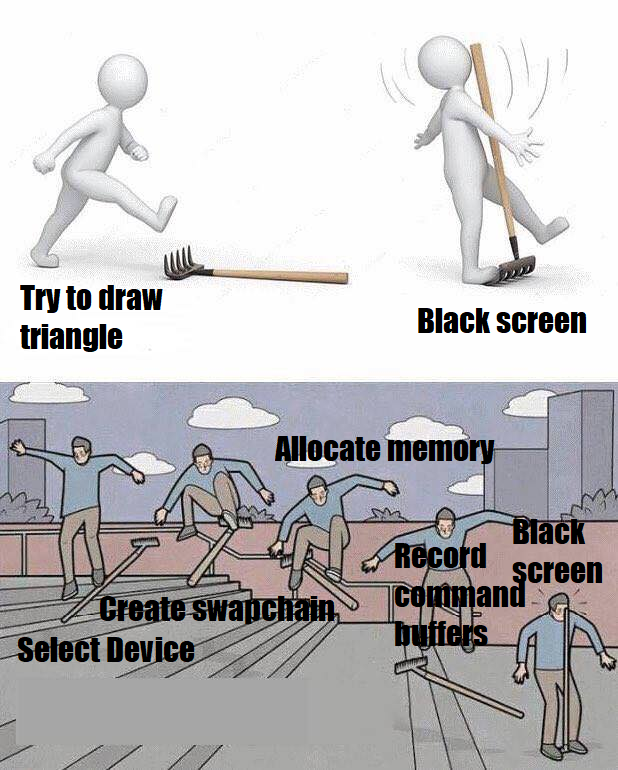 Try to draw
triangle
Black screen
Allocate memory
Black
screen
Record
command
buffers
Create swapchain
Select Device